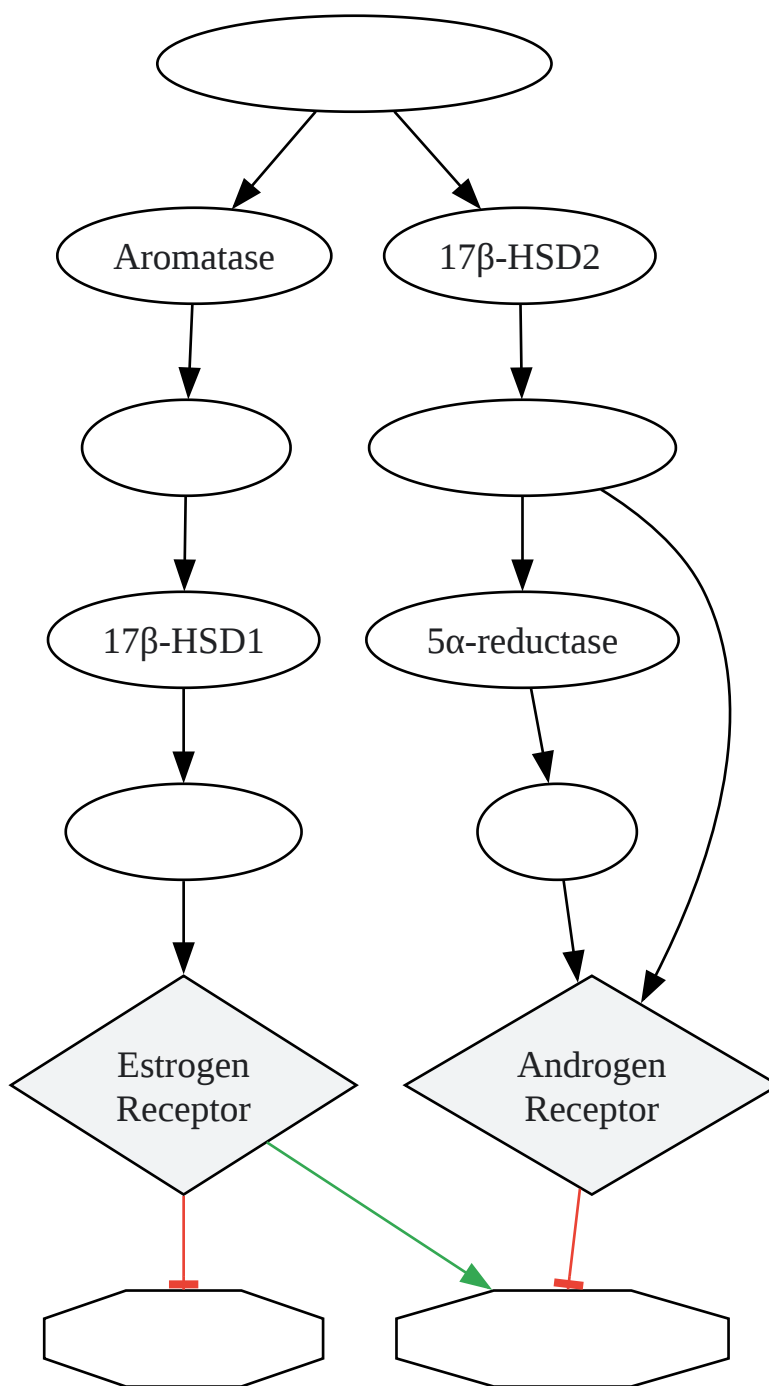 Aromatase
17β-HSD2
17β-HSD1
5α-reductase
Estrogen
Receptor
Androgen
Receptor